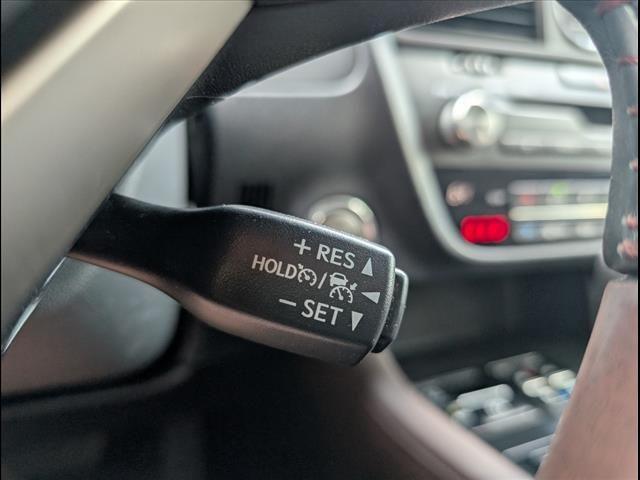 + RES
HOLD /
− SET